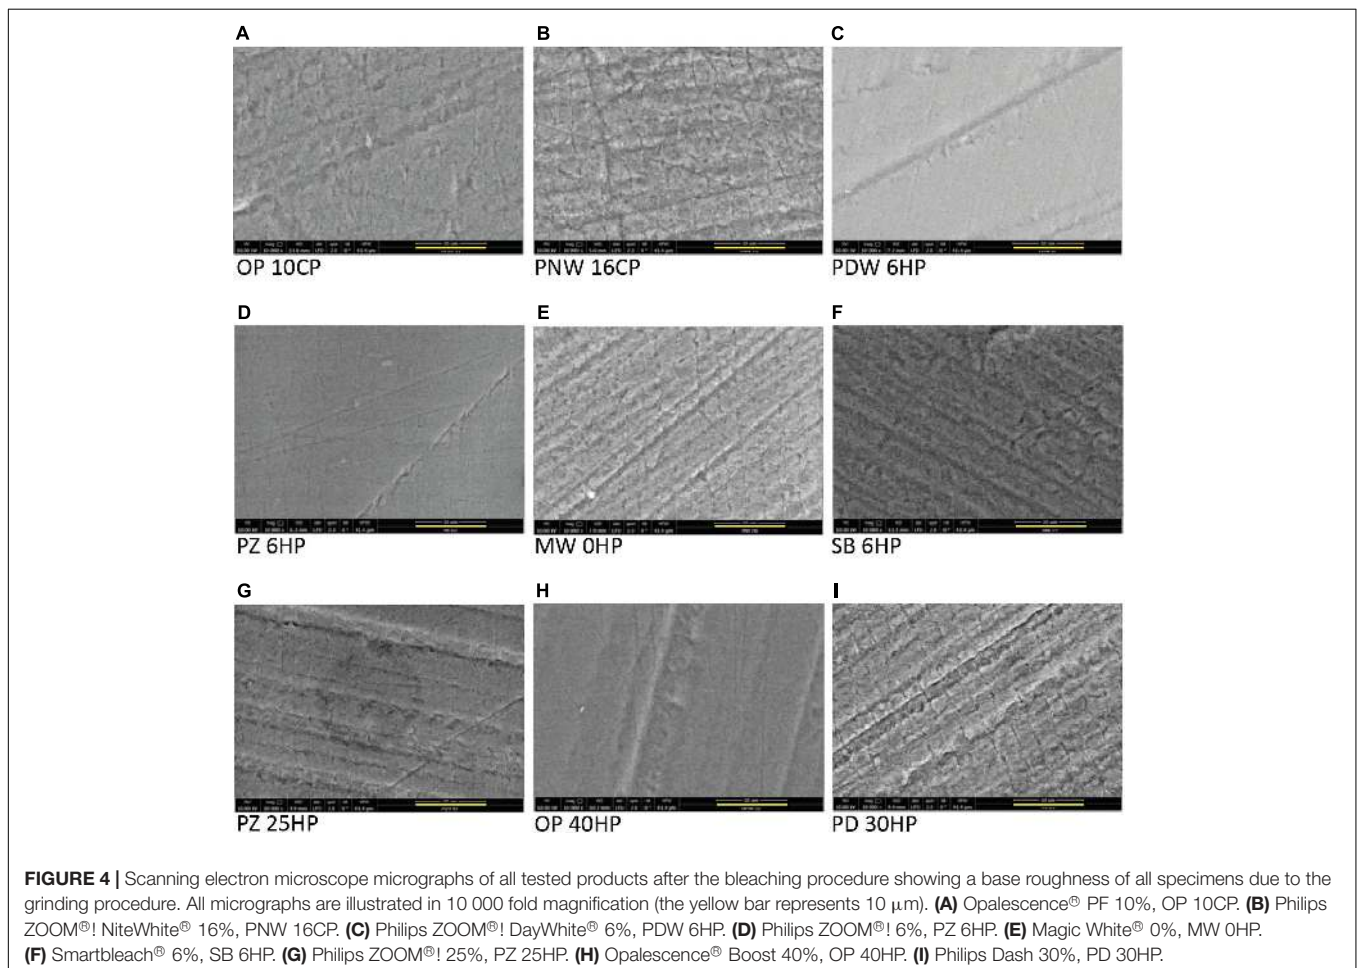 A
B
C
OP 10CP
PNW 16CP
PDW 6HP
D
E
F
PZ 6HP
MW 0HP
SB 6HP
G
H
I
PZ 25HP
OP 40HP
PD 30HP
FIGURE 4 | Scanning electron microscope micrographs of all tested products after the bleaching procedure showing a base roughness of all specimens due to the
grinding procedure. All micrographs are illustrated in 10 000 fold magnification (the yellow bar represents 10 μm). (A) Opalescence® PF 10%, OP 10CP. (B) Philips
ZOOM®! NiteWhite® 16%, PNW 16CP. (C) Philips ZOOM®! DayWhite® 6%, PDW 6HP. (D) Philips ZOOM®! 6%, PZ 6HP. (E) Magic White® 0%, MW 0HP.
(F) Smartbleach® 6%, SB 6HP. (G) Philips ZOOM®! 25%, PZ 25HP. (H) Opalescence® Boost 40%, OP 40HP. (I) Philips Dash 30%, PD 30HP.